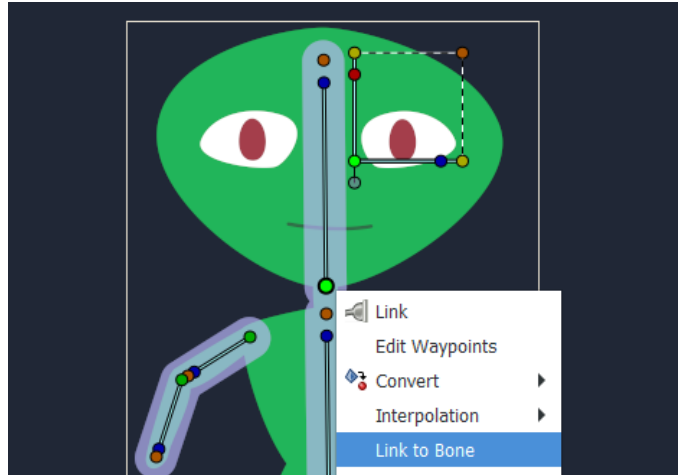 Link
Edit Waypoints
Convert
Interpolation
Link to Bone